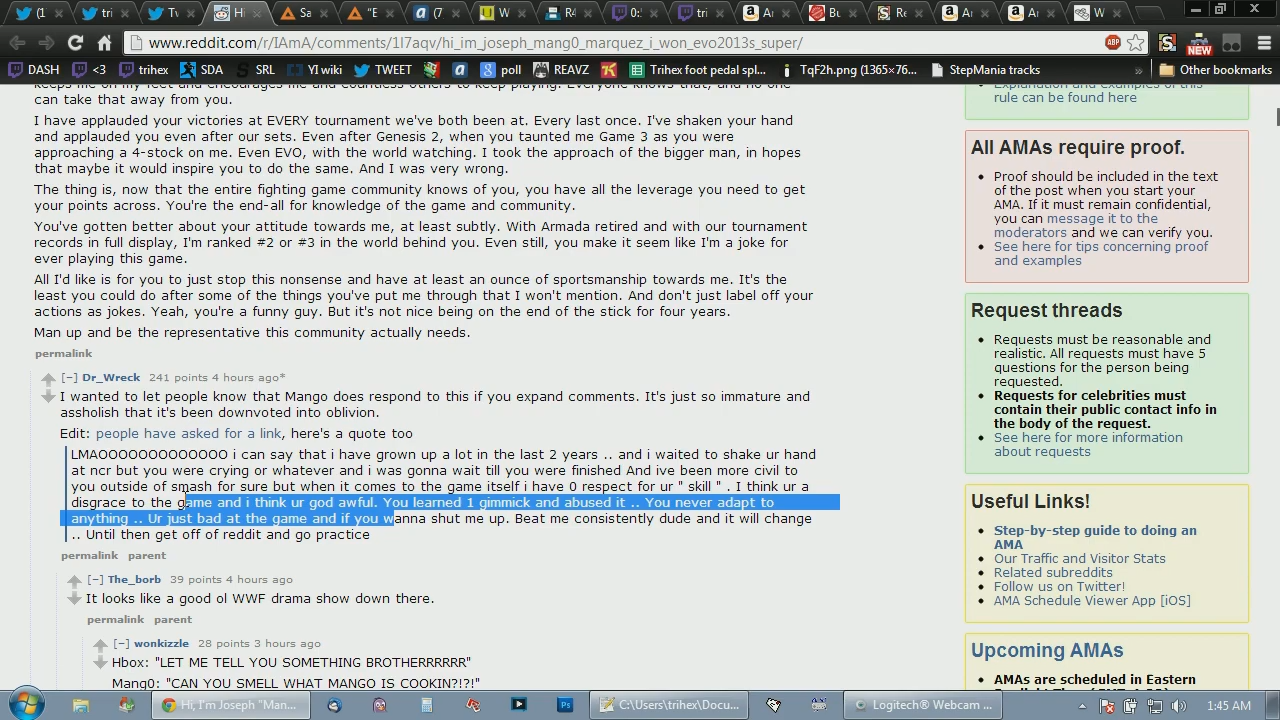 (1
tri
Tv
Hi
Sa
"E
(7
W
R4
0:5
tri
Ar
Bu
Re
Ar
Ar
W
www.reddit.com/r/IAmA/comments/1l7aqv/hi_im_joseph_mang0_marquez_i_won_evo2013s_super/
ABP
NEW
DASH
<3
trihex
SDA
SRL
YI wiki
TWEET
poll
REAVZ
Trihex foot pedal spl...
TqF2h.png (1365×76...
StepMania tracks
»
Other bookmarks
can take that away from you.
I have applauded your victories at EVERY tournament we've both been at. Every last once. I've shaken your hand
and applauded you even after our sets. Even after Genesis 2, when you taunted me Game 3 as you were
approaching a 4-stock on me. Even EVO, with the world watching. I took the approach of the bigger man, in hopes
that maybe it would inspire you to do the same. And I was very wrong.
The thing is, now that the entire fighting game community knows of you, you have all the leverage you need to get
your points across. You're the end-all for knowledge of the game and community.
You've gotten better about your attitude towards me, at least subtly. With Armada retired and with our tournament
records in full display, I'm ranked #2 or #3 in the world behind you. Even still, you make it seem like I'm a joke for
ever playing this game.
All I'd like is for you to just stop this nonsense and have at least an ounce of sportsmanship towards me. It's the
least you could do after some of the things you've put me through that I won't mention. And don't just label off your
actions as jokes. Yeah, you're a funny guy. But it's not nice being on the end of the stick for four years.
Man up and be the representative this community actually needs.
permalink
[–] Dr_Wreck 241 points 4 hours ago*
I wanted to let people know that Mango does respond to this if you expand comments. It's just so immature and
assholish that it's been downvoted into oblivion.
Edit: people have asked for a link, here's a quote too
LMAOOOOOOOOOOOOO i can say that i have grown up a lot in the last 2 years .. and i waited to shake ur hand
at ncr but you were crying or whatever and i was gonna wait till you were finished And ive been more civil to
you outside of smash for sure but when it comes to the game itself i have 0 respect for ur " skill " . I think ur a
disgrace to the game and i think ur god awful. You learned 1 gimmick and abused it .. You never adapt to
anything .. Ur just bad at the game and if you wanna shut me up. Beat me consistently dude and it will change
.. Until then get off of reddit and go practice
permalink parent
[–] The_borb 39 points 4 hours ago
It looks like a good ol WWF drama show down there.
permalink parent
[–] wonkizzle 28 points 3 hours ago
Hbox: "LET ME TELL YOU SOMETHING BROTHERRRRRR"
Mang0: "CAN YOU SMELL WHAT MANGO IS COOKIN?!?!"
rule can be found here
All AMAs require proof.
Proof should be included in the text
of the post when you start your
AMA. If it must remain confidential,
you can message it to the
moderators and we can verify you.
See here for tips concerning proof
and examples
Request threads
Requests must be reasonable and
realistic. All requests must have 5
questions for the person being
requested.
Requests for celebrities must
contain their public contact info in
the body of the request.
See here for more information
about requests
Useful Links!
Step-by-step guide to doing an
AMA
Our Traffic and Visitor Stats
Related subreddits
Follow us on Twitter!
AMA Schedule Viewer App [iOS]
Upcoming AMAs
AMAs are scheduled in Eastern
Hi, I'm Joseph "Man...
Ps
C:\Users\trihex\Docu...
Logitech® Webcam ...
1:45 AM